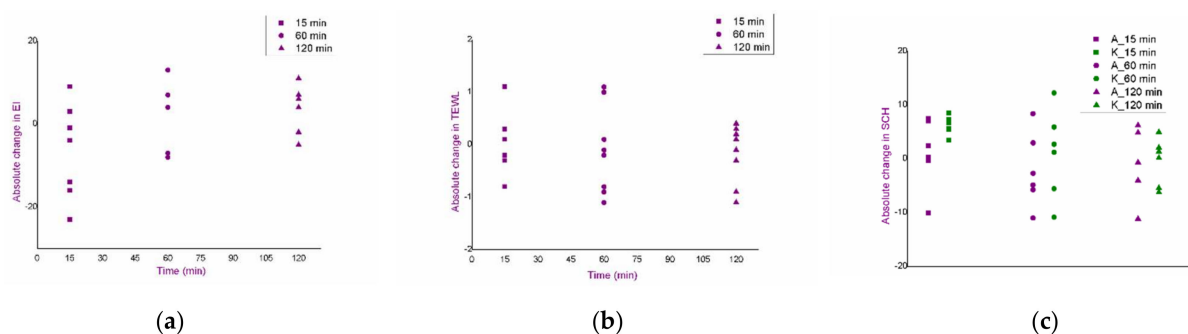 15 min
60 min
120 min
20
0
-20
Absolute change in EI
0 15 30 45 60 75 90 105 120
Time (min)
(a)
15 min
60 min
120 min
2
1
0
-1
-2
Absolute change in TEWL
0 15 30 45 60 75 90 105 120
Time (min)
(b)
A_15 min
K_15 min
A_60 min
K_60 min
A_120 min
K_120 min
20
10
0
-10
-20
Absolute change in SCH
(c)